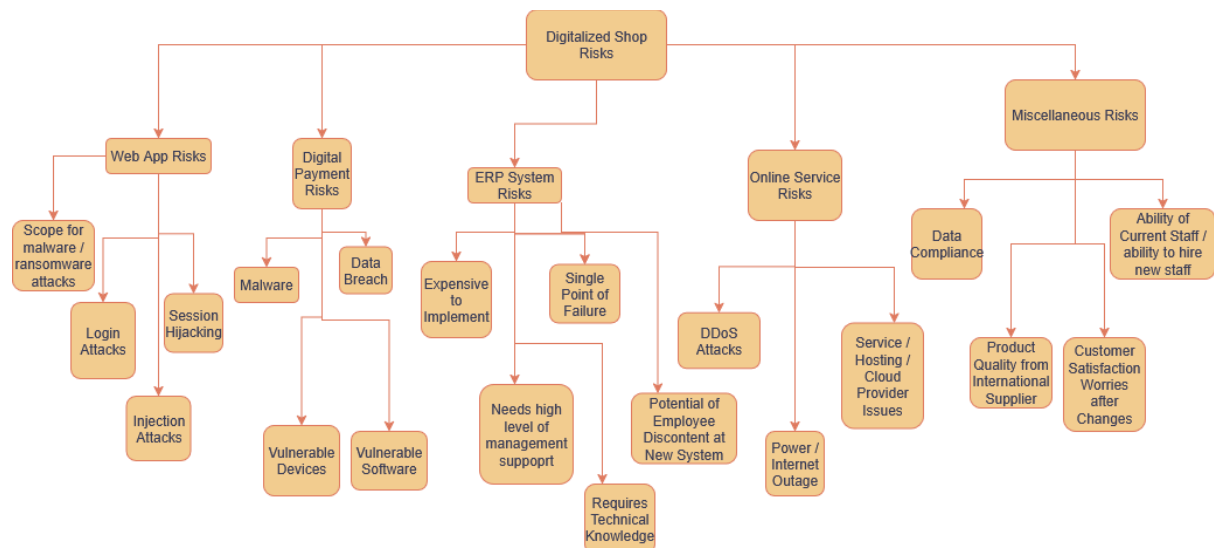 Digitalized Shop
Risks
Web App Risks
Digital
Payment
Risks
ERP System
Risks
Online Service
Risks
Miscellaneous Risks
Scope for
malware /
ransomware
attacks
Login
Attacks
Session
Hijacking
Injection
Attacks
Malware
Data
Breach
Vulnerable
Devices
Vulnerable
Software
Expensive
to
Implement
Single
Point of
Failure
Needs high
level of
management
suppoprt
Potential of
Employee
Discontent at
New System
Requires
Technical
Knowledge
DDoS
Attacks
Service /
Hosting /
Cloud
Provider
Issues
Power /
Internet
Outage
Data
Compliance
Ability of
Current Staff /
ability to hire
new staff
Product
Quality from
International
Supplier
Customer
Satisfaction
Worries
after
Changes